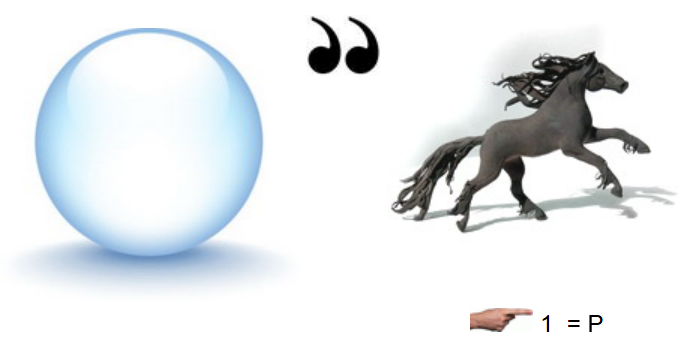 1 = P